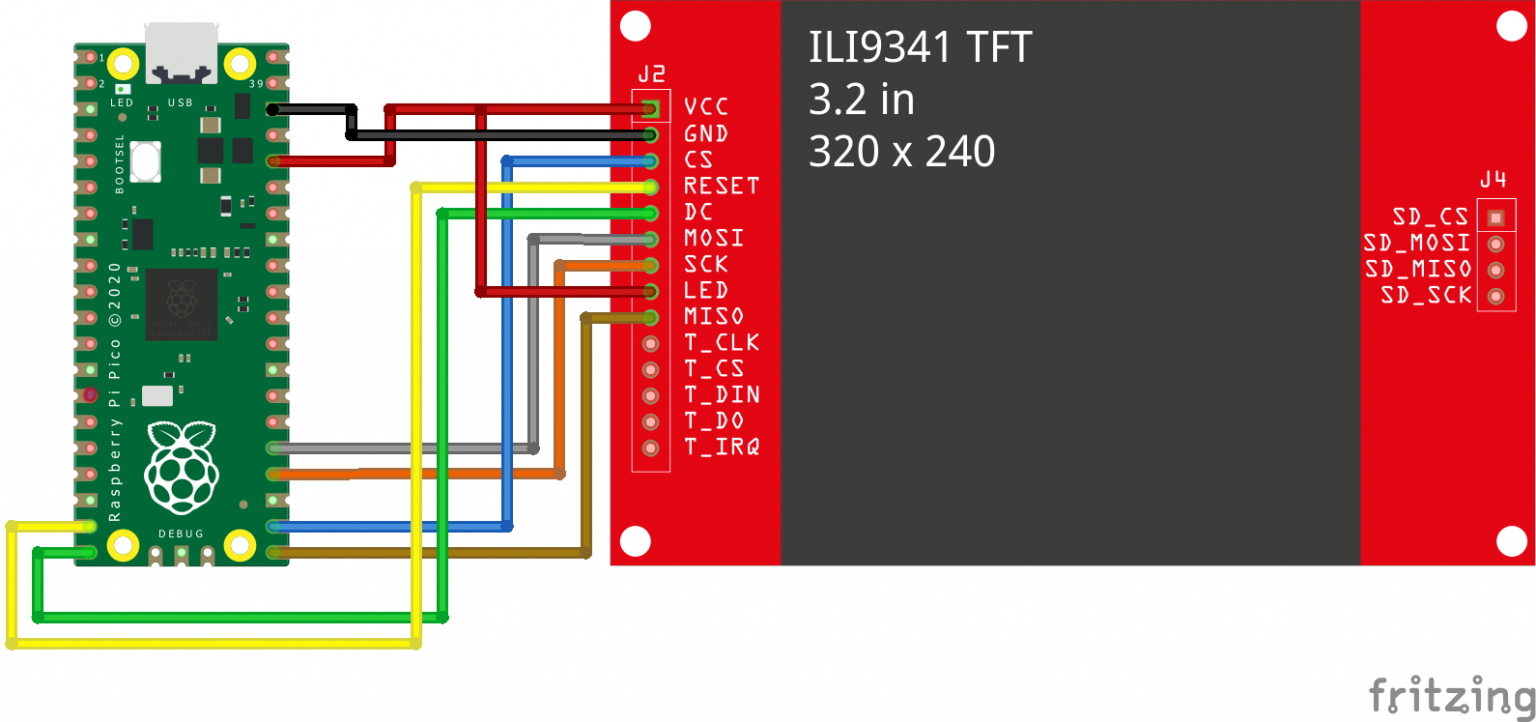 1
2
39
LED
USB
BOOTSEL
Raspberry Pi Pico ©2020
DEBUG
J2
VCC
GND
CS
RESET
DC
MOSI
SCK
LED
MISO
T_CLK
T_CS
T_DIN
T_DO
T_IRQ
ILI9341 TFT
3.2 in
320 x 240
J4
SD_CS
SD_MOSI
SD_MISO
SD_SCK
fritzing